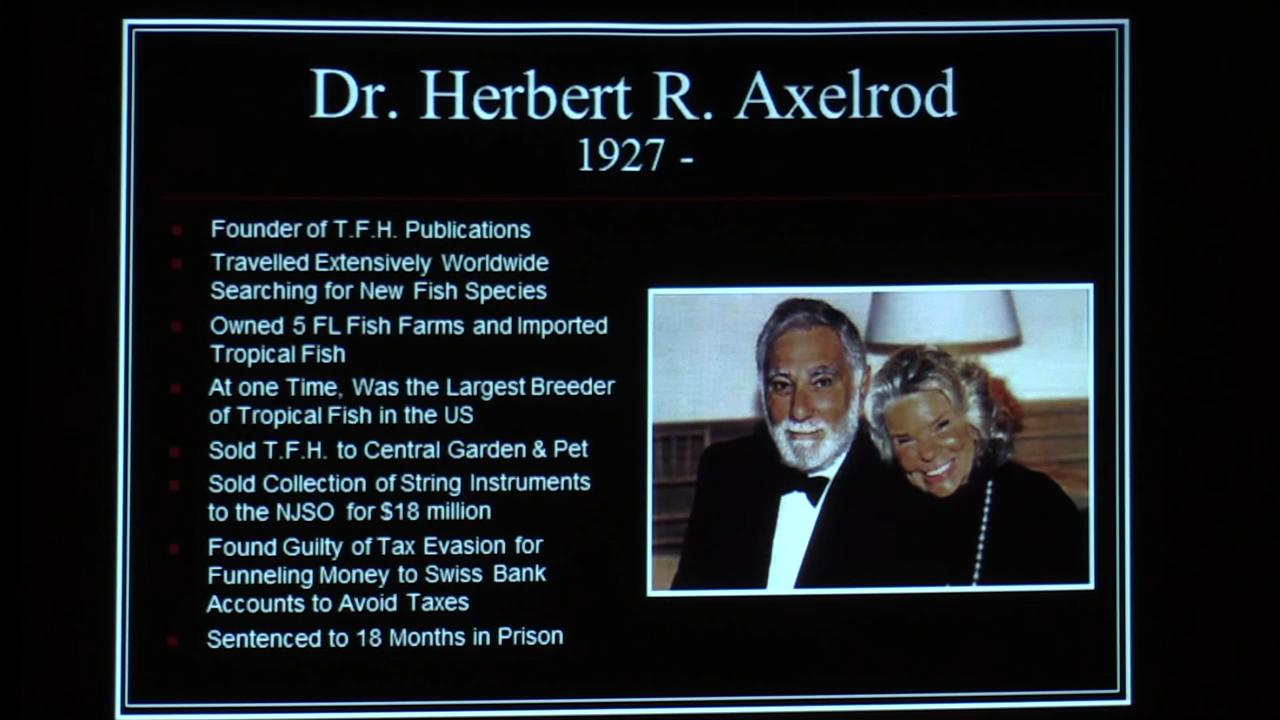 Dr. Herbert R. Axelrod
1927 -
Founder of T.F.H. Publications
Travelled Extensively Worldwide
Searching for New Fish Species
Owned 5 FL Fish Farms and Imported
Tropical Fish
At one Time, Was the Largest Breeder
of Tropical Fish in the US
Sold T.F.H. to Central Garden & Pet
Sold Collection of String Instruments
to the NJSO for $18 million
Found Guilty of Tax Evasion for
Funneling Money to Swiss Bank
Accounts to Avoid Taxes
Sentenced to 18 Months in Prison